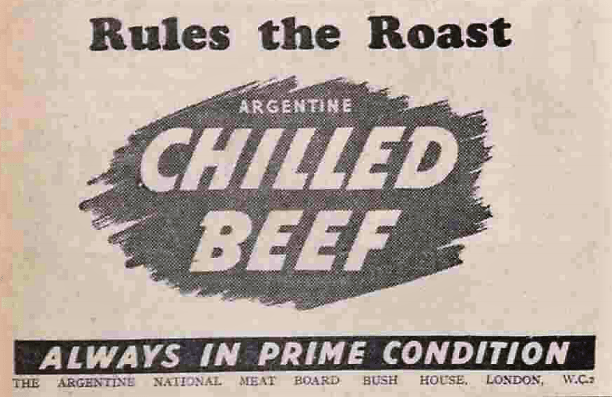 Rules the Roast
ARGENTINE
CHILLED
BEEF
ALWAYS IN PRIME CONDITION
THE ARGENTINE NATIONAL MEAT BOARD BUSH HOUSE, LONDON, W.C.2